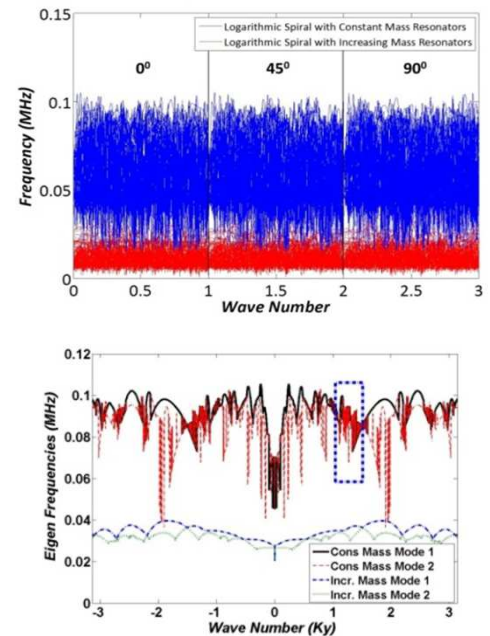 0.15
Logarithmic Spiral with Constant Mass Resonators
Logarithmic Spiral with Increasing Mass Resonators
0⁰ 45⁰ 90⁰
0.1
Frequency (MHz)
0.05
0
0 0.5 1 1.5 2 2.5 3
Wave Number
0.12
0.1
0.08
0.06
0.04
0.02
0
Eigen Frequencies (MHz)
Cons Mass Mode 1
Cons Mass Mode 2
Incr. Mass Mode 1
Incr. Mass Mode 2
-3 -2 -1 0 1 2 3
Wave Number (Ky)